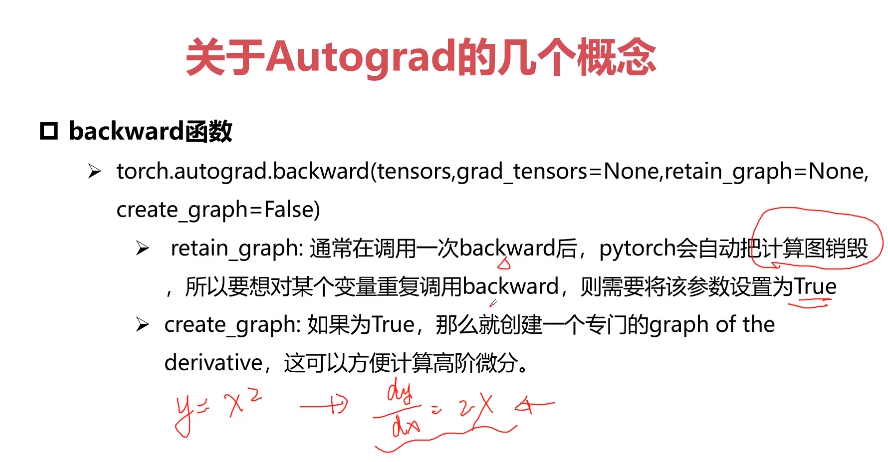 关于Autograd的几个概念
backward函数
torch.autograd.backward(tensors,grad_tensors=None,retain_graph=None,
create_graph=False)
retain_graph: 通常在调用一次backward后，pytorch会自动把计算图销毁
，所以要想对某个变量重复调用backward，则需要将该参数设置为True
create_graph: 如果为True，那么就创建一个专门的graph of the
derivative，这可以方便计算高阶微分。
y = x² → dy/dx = 2x ←